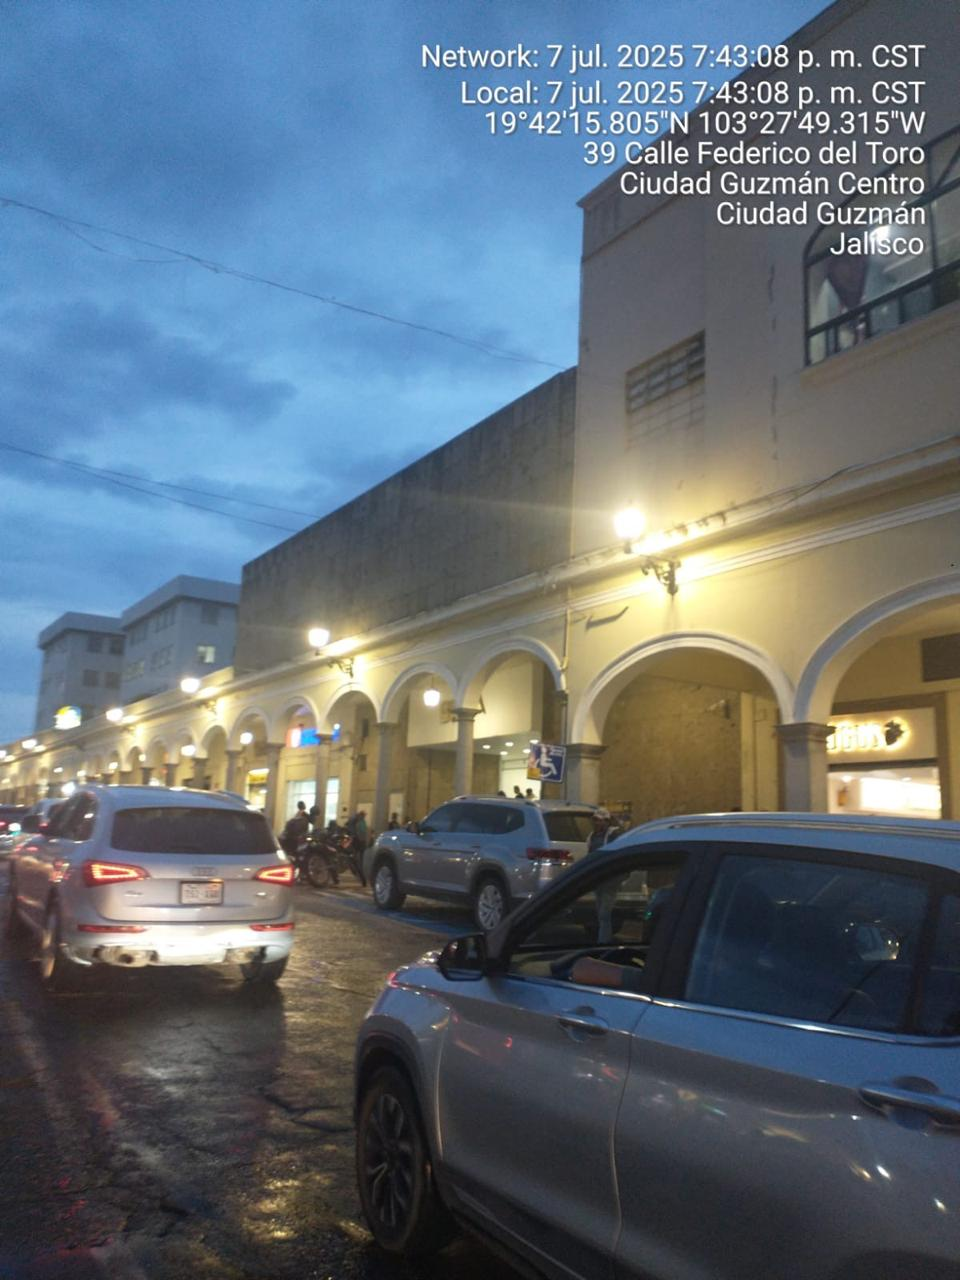 Network: 7 jul. 2025 7:43:08 p. m. CST
Local: 7 jul. 2025 7:43:08 p. m. CST
19°42'15.805"N 103°27'49.315"W
39 Calle Federico del Toro
Ciudad Guzmán Centro
Ciudad Guzmán
Jalisco